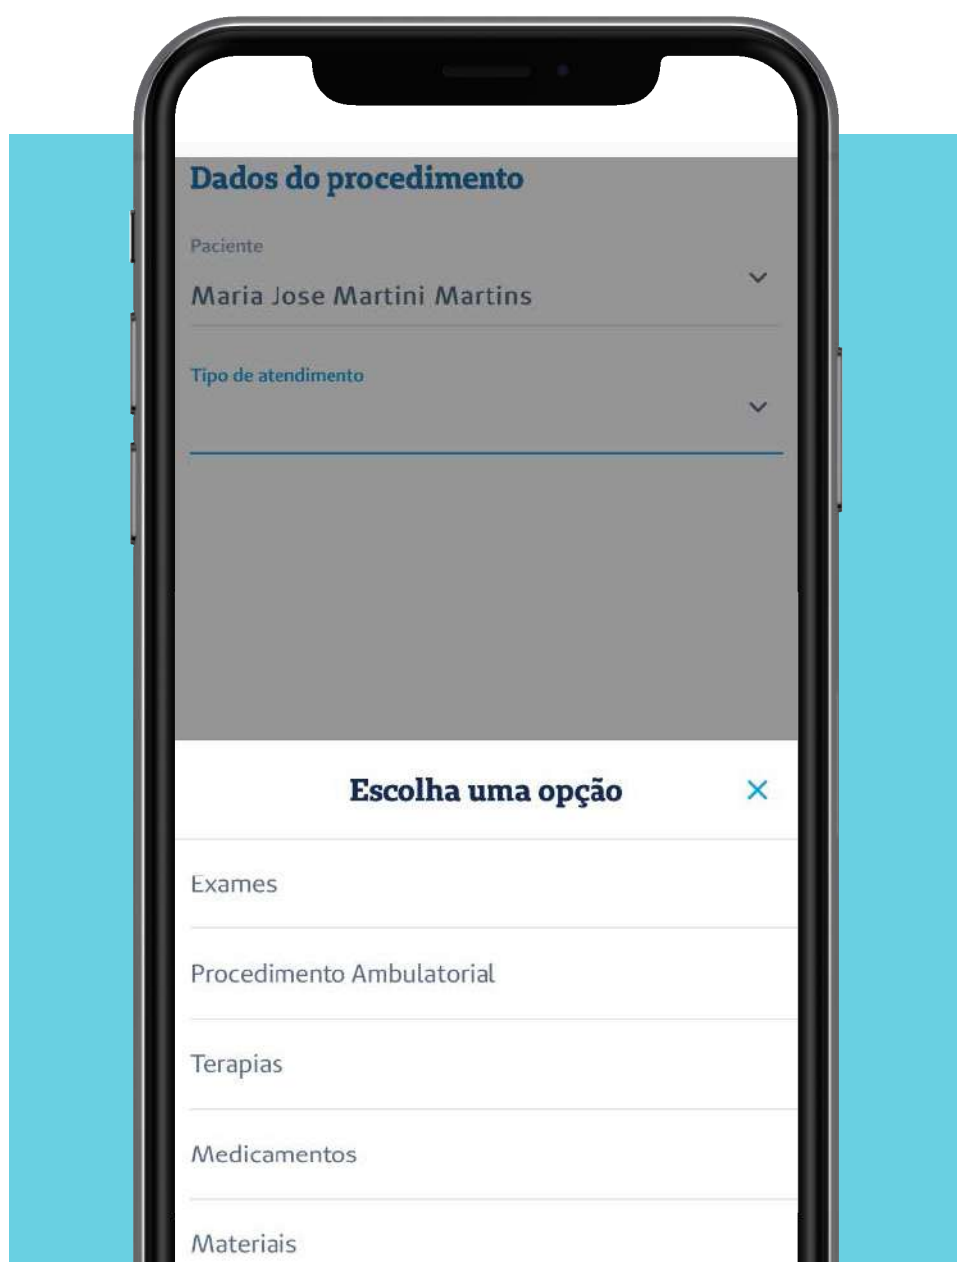 Dados do procedimento
Paciente
Maria Jose Martini Martins
Tipo de atendimento
Escolha uma opção
Exames
Procedimento Ambulatorial
Terapias
Medicamentos
Materiais